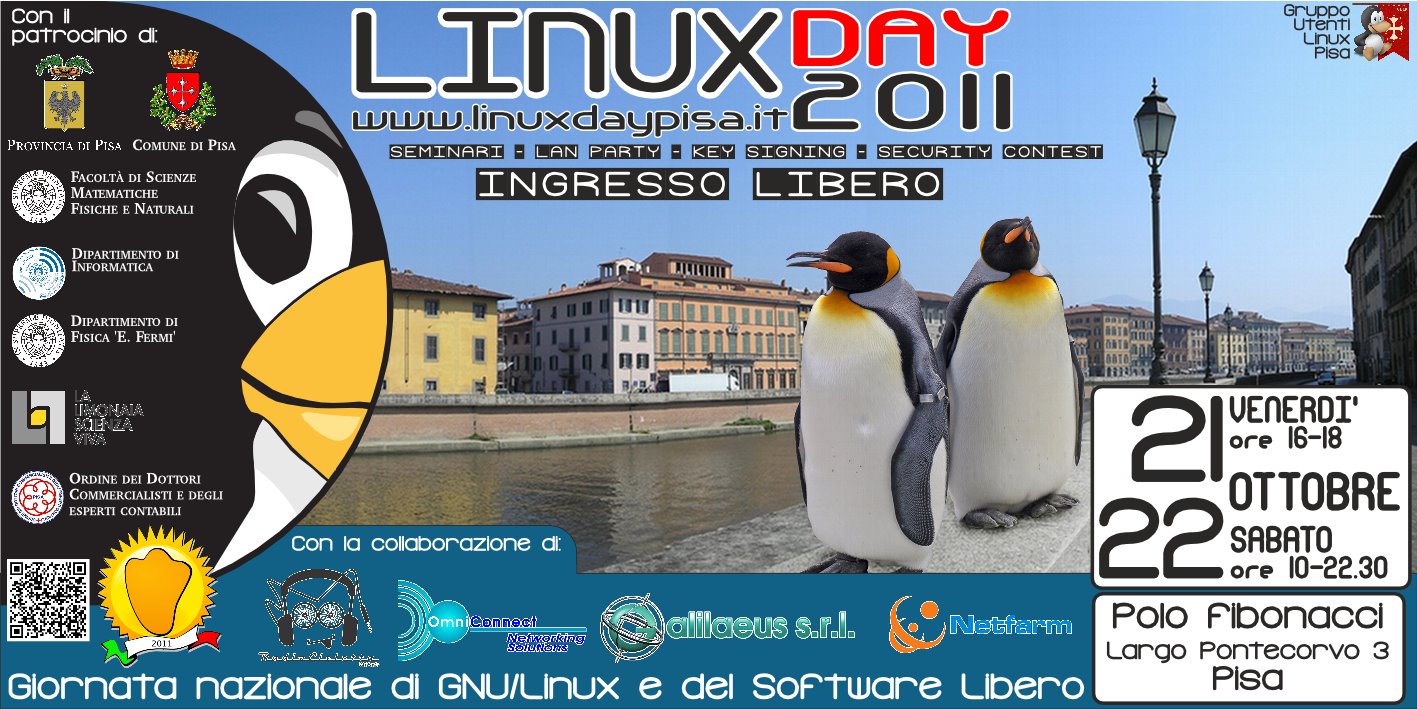 Con il
patrocinio di:
PROVINCIA DI PISA
COMUNE DI PISA
FACOLTÀ DI SCIENZE
MATEMATICHE
FISICHE E NATURALI
DIPARTIMENTO DI
INFORMATICA
DIPARTIMENTO DI
FISICA 'E. FERMI'
LA
LIMONAIA
SCIENZA
VIVA
ORDINE DEI DOTTORI
COMMERCIALISTI E DEGLI
ESPERTI CONTABILI
LINUX DAY
www.linuxdaypisa.it 2011
SEMINARI - LAN PARTY - KEY SIGNING - SECURITY CONTEST
INGRESSO LIBERO
Gruppo
Utenti
Linux
Pisa
21 VENERDI'
ore 16-18
OTTOBRE
22 SABATO
ore 10-22.30
Polo Fibonacci
Largo Pontecorvo 3
Pisa
2011
Con la collaborazione di:
OmniConnect
Networking
Solutions
Galilaeus s.r.l.
Netfarm
Giornata nazionale di GNU/Linux e del Software Libero